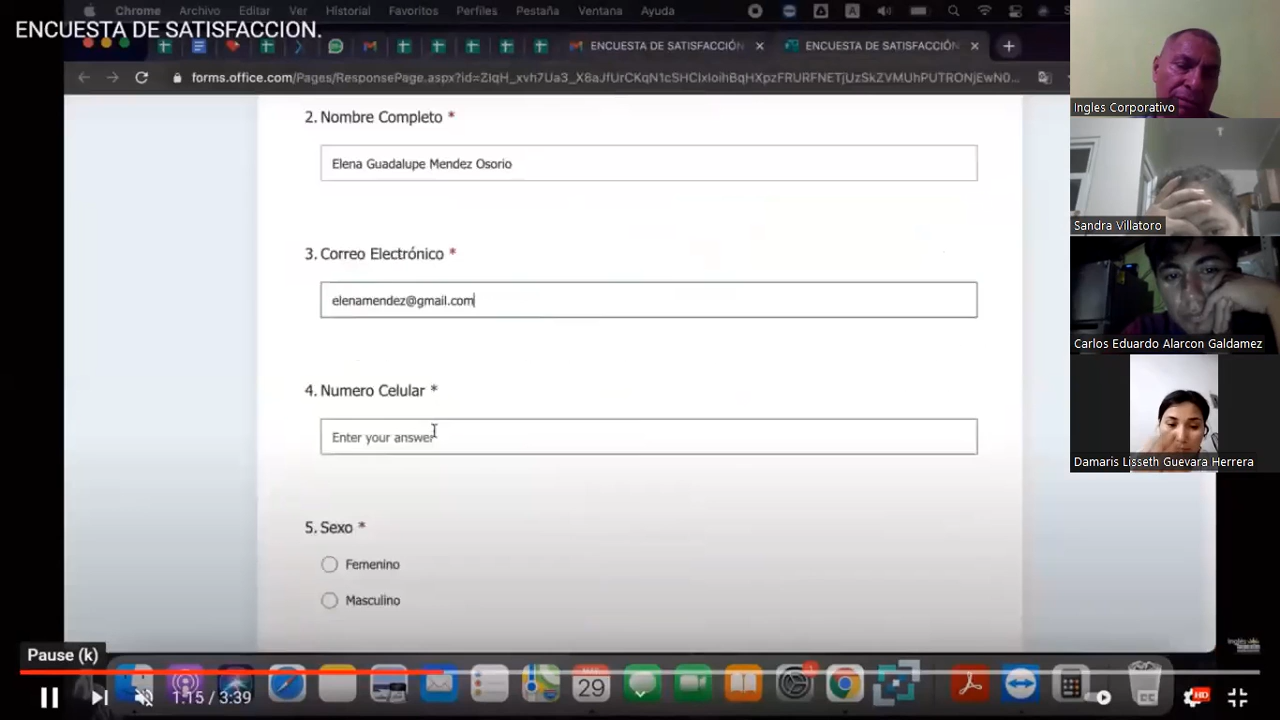 Chrome Archivo Editar Ver Historial Favoritos Perfiles Pestaña Ventana Ayuda
ENCUESTA DE SATISFACCION.
ENCUESTA DE SATISFACCIÓN
ENCUESTA DE SATISFACCIÓN
2. Nombre Completo *
Elena Guadalupe Mendez Osorio
3. Correo Electrónico *
elenamendez@gmail.com
4. Numero Celular *
Enter your answer
5. Sexo *
Femenino
Masculino
Ingles Corporativo
Sandra Villatoro
Carlos Eduardo Alarcon Galdamez
Damaris Lisseth Guevara Herrera
Pause (k)
29
1:15 / 3:39
HD